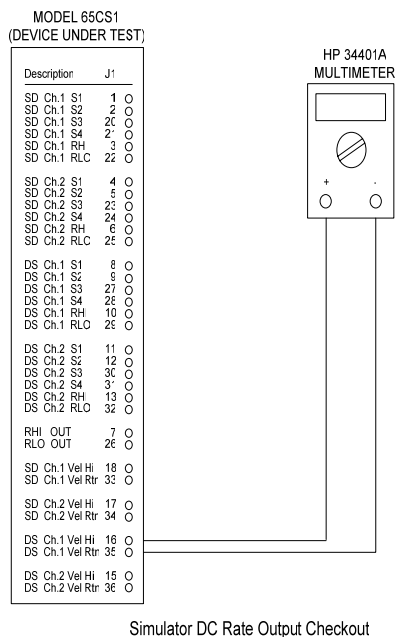 MODEL 65CS1
(DEVICE UNDER TEST)
HP 34401A
MULTIMETER
+ -
Description J1
SD Ch.1 S1 1
SD Ch.1 S2 2
SD Ch.1 S3 20
SD Ch.1 S4 21
SD Ch.1 RH 3
SD Ch.1 RLO 22
SD Ch.2 S1 4
SD Ch.2 S2 5
SD Ch.2 S3 23
SD Ch.2 S4 24
SD Ch.2 RH 6
SD Ch.2 RLO 25
DS Ch.1 S1 8
DS Ch.1 S2 9
DS Ch.1 S3 27
DS Ch.1 S4 28
DS Ch.1 RHI 10
DS Ch.1 RLO 29
DS Ch.2 S1 11
DS Ch.2 S2 12
DS Ch.2 S3 30
DS Ch.2 S4 31
DS Ch.2 RHI 13
DS Ch.2 RLO 32
RHI OUT 7
RLO OUT 26
SD Ch.1 Vel Hi 18
SD Ch.1 Vel Rtn 33
SD Ch.2 Vel Hi 17
SD Ch.2 Vel Rtn 34
DS Ch.1 Vel Hi 16
DS Ch.1 Vel Rtn 35
DS Ch.2 Vel Hi 15
DS Ch.2 Vel Rtn 36
Simulator DC Rate Output Checkout